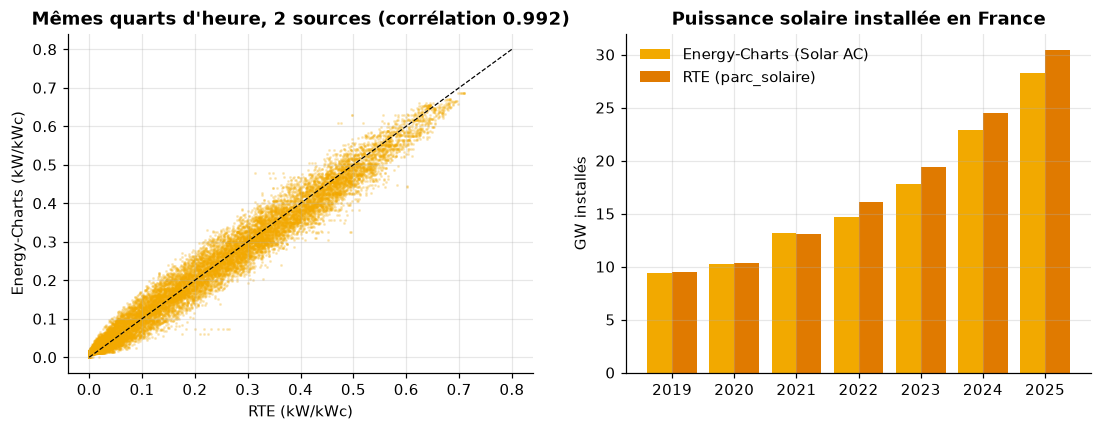 Mêmes quarts d'heure, 2 sources (corrélation 0.992)
Energy-Charts (kW/kWc)
0.8
0.7
0.6
0.5
0.4
0.3
0.2
0.1
0.0
0.0 0.1 0.2 0.3 0.4 0.5 0.6 0.7 0.8
RTE (kW/kWc)
Puissance solaire installée en France
Energy-Charts (Solar AC)
RTE (parc_solaire)
GW installés
30
25
20
15
10
5
0
2019 2020 2021 2022 2023 2024 2025